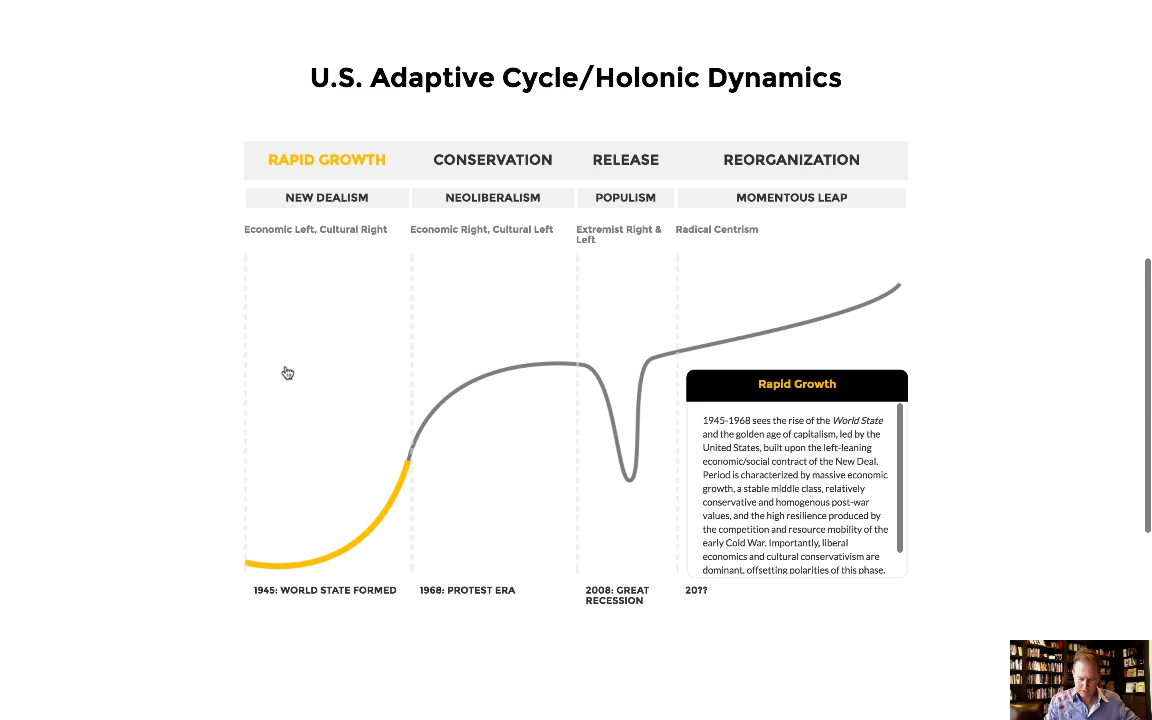 U.S. Adaptive Cycle/Holonic Dynamics
RAPID GROWTH
CONSERVATION
RELEASE
REORGANIZATION
NEW DEALISM
NEOLIBERALISM
POPULISM
MOMENTOUS LEAP
Economic Left, Cultural Right
Economic Right, Cultural Left
Extremist Right &
Left
Radical Centrism
Rapid Growth
1945-1968 sees the rise of the World State
and the golden age of capitalism, led by the
United States, built upon the left-leaning
economic/social contract of the New Deal.
Period is characterized by massive economic
growth, a stable middle class, relatively
conservative and homogenous post-war
values, and the high resilience produced by
the competition and resource mobility of the
early Cold War. Importantly, liberal
economics and cultural conservativism are
dominant, offsetting polarities of this phase.
1945: WORLD STATE FORMED
1968: PROTEST ERA
2008: GREAT
RECESSION
20??